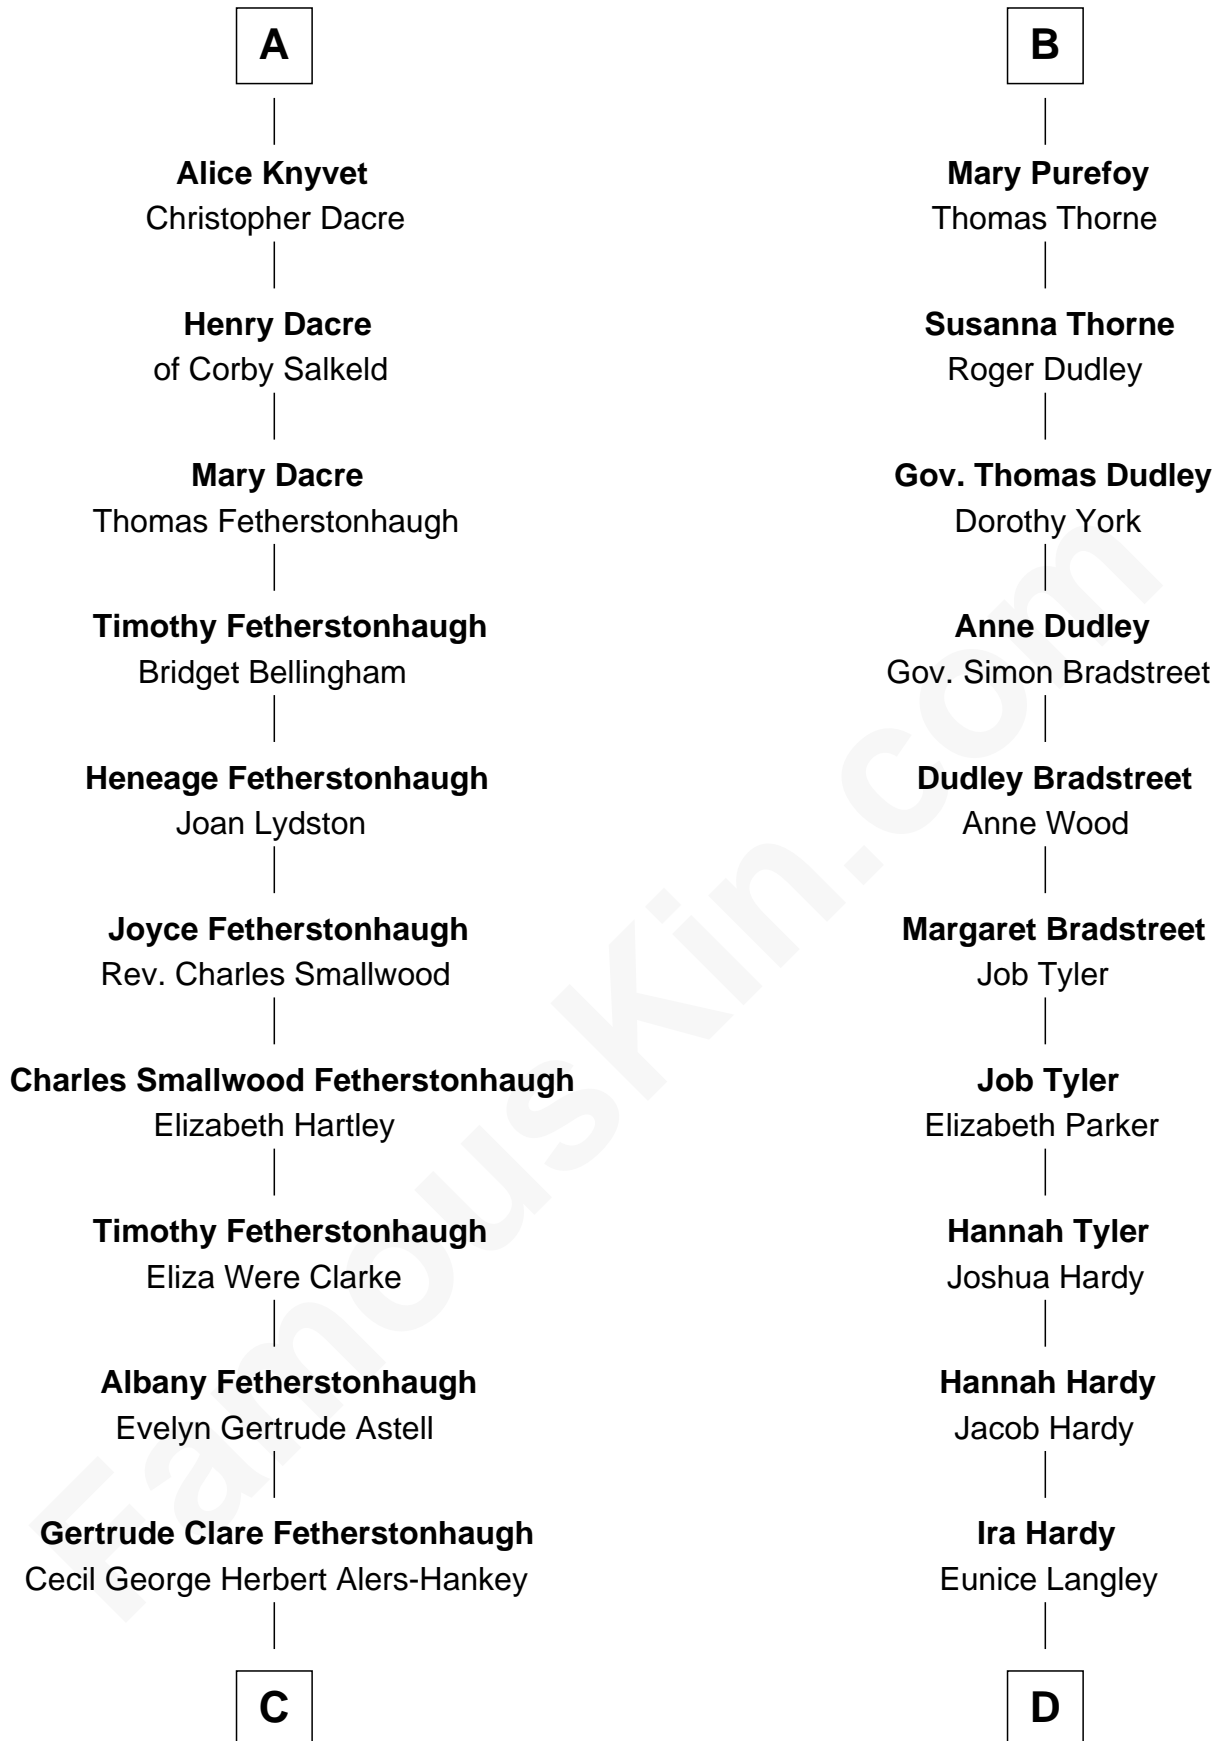 A
Alice Knyvet
Christopher Dacre
Henry Dacre
of Corby Salkeld
Mary Dacre
Thomas Fetherstonhaugh
Timothy Fetherstonhaugh
Bridget Bellingham
Heneage Fetherstonhaugh
Joan Lydston
Joyce Fetherstonhaugh
Rev. Charles Smallwood
Charles Smallwood Fetherstonhaugh
Elizabeth Hartley
Timothy Fetherstonhaugh
Eliza Were Clarke
Albany Fetherstonhaugh
Evelyn Gertrude Astell
Gertrude Clare Fetherstonhaugh
Cecil George Herbert Alers-Hankey
C
B
Mary Purefoy
Thomas Thorne
Susanna Thorne
Roger Dudley
Gov. Thomas Dudley
Dorothy York
Anne Dudley
Gov. Simon Bradstreet
Dudley Bradstreet
Anne Wood
Margaret Bradstreet
Job Tyler
Job Tyler
Elizabeth Parker
Hannah Tyler
Joshua Hardy
Hannah Hardy
Jacob Hardy
Ira Hardy
Eunice Langley
D
FamousKin.com